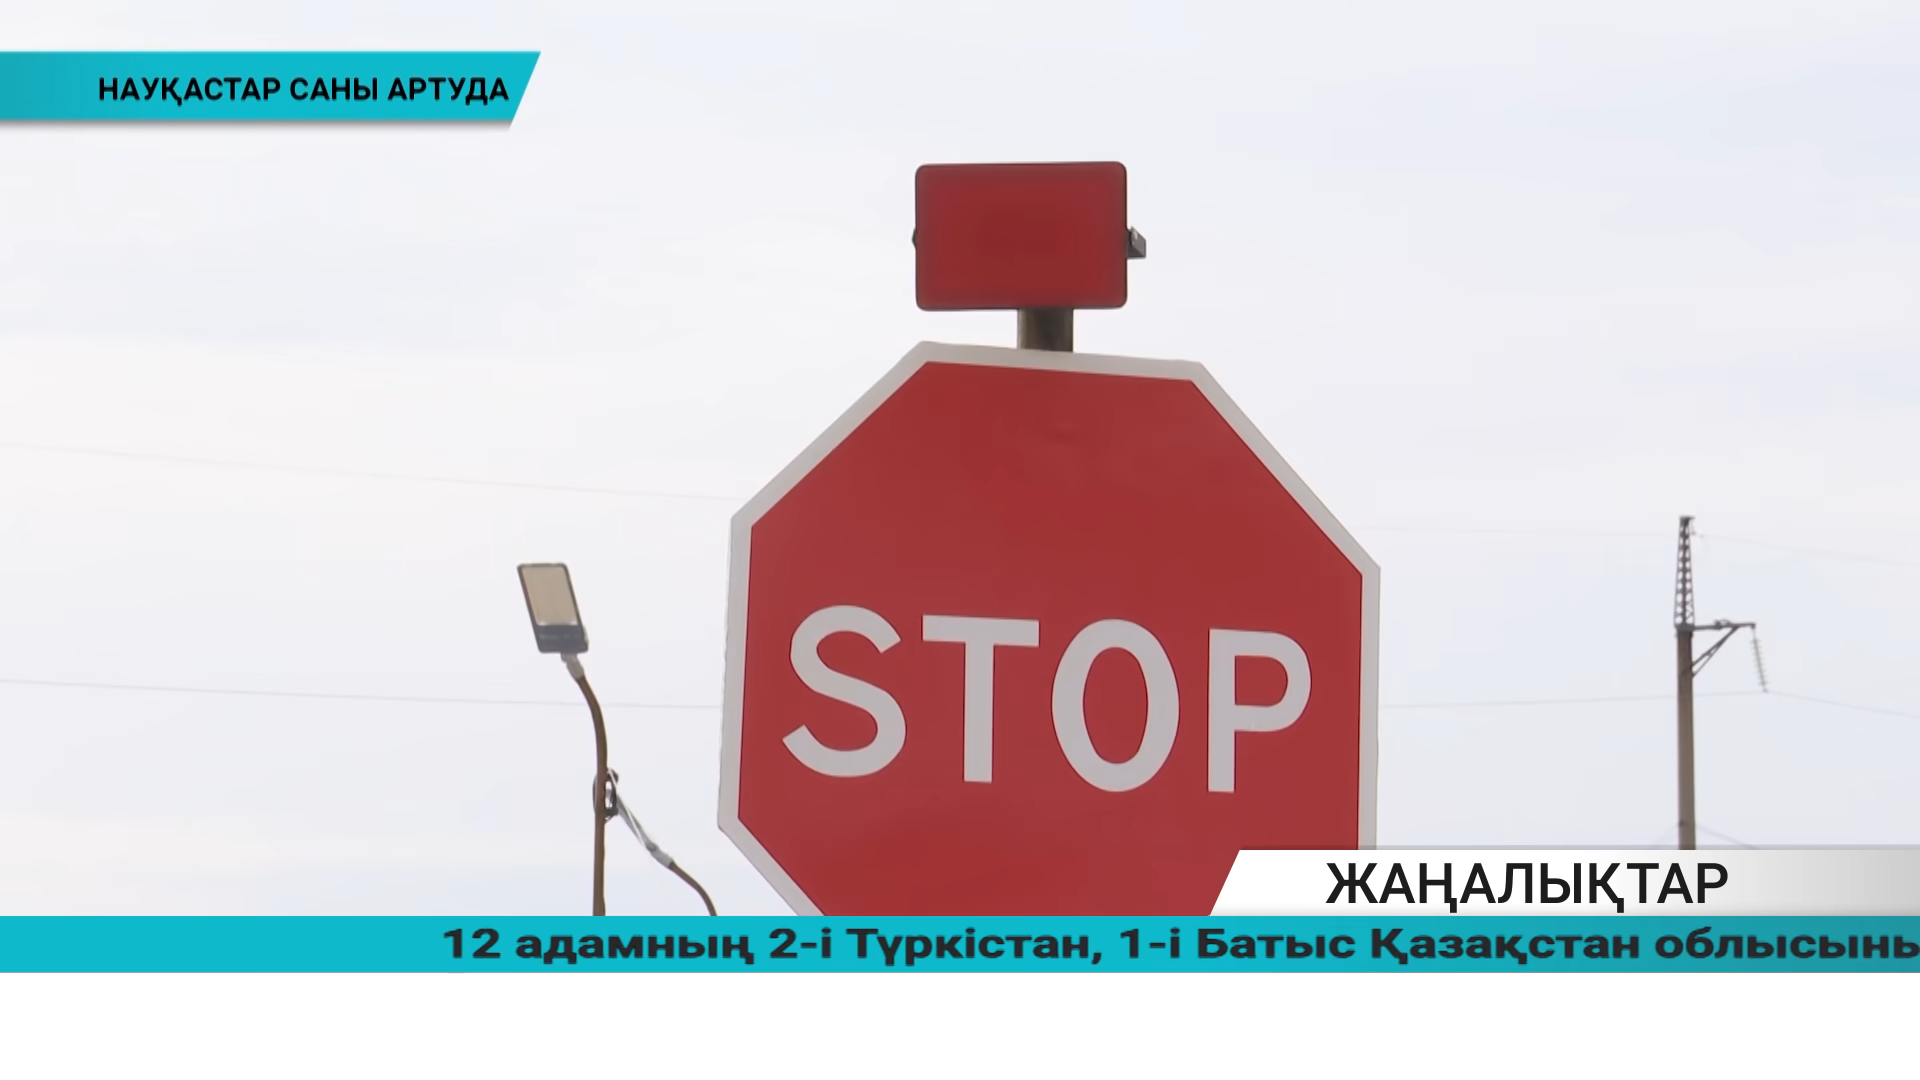 НАУҚАСТАР САНЫ АРТУДА
STOP
ЖАҢАЛЫҚТАР
12 адамның 2-і Түркістан, 1-і Батыс Қазақстан